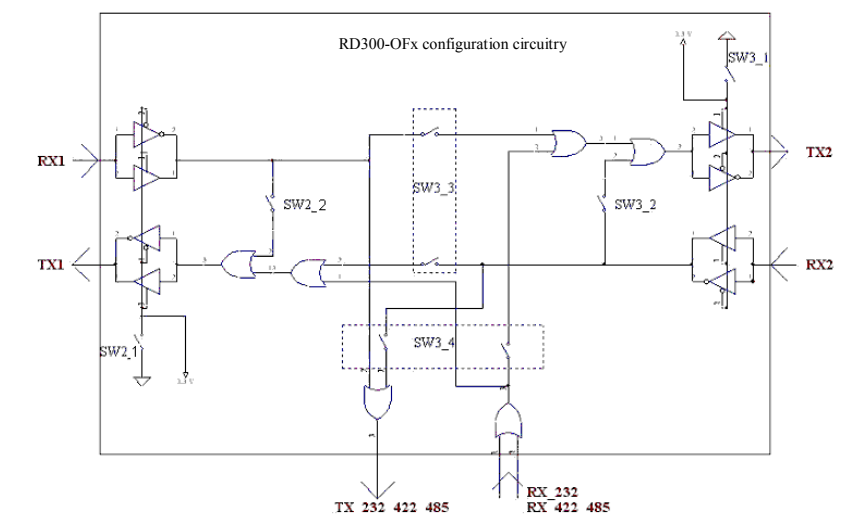 RD300-OFx configuration circuitry
3.3 V
SW3_1
RX1
TX2
SW3_3
SW2_2
SW3_2
TX1
RX2
SW2_1
SW3_4
3.3 V
RX_232
TX_232_422_485
RX_422_485